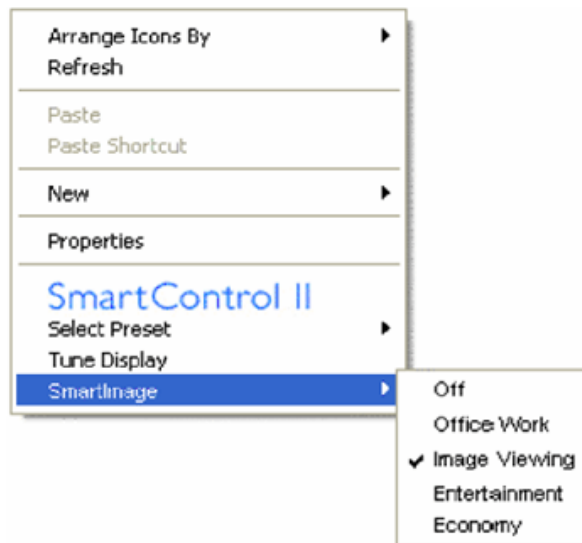 Arrange Icons By
Refresh
Paste
Paste Shortcut
New
Properties
SmartControl II
Select Preset
Tune Display
SmartImage
Off
Office Work
Image Viewing
Entertainment
Economy